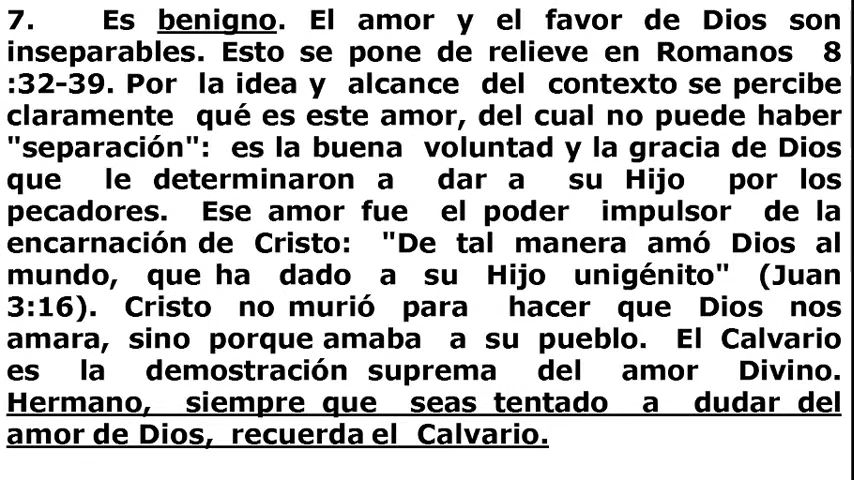 7. Es benigno. El amor y el favor de Dios son
inseparables. Esto se pone de relieve en Romanos 8
:32-39. Por la idea y alcance del contexto se percibe
claramente qué es este amor, del cual no puede haber
"separación": es la buena voluntad y la gracia de Dios
que le determinaron a dar a su Hijo por los
pecadores. Ese amor fue el poder impulsor de la
encarnación de Cristo: "De tal manera amó Dios al
mundo, que ha dado a su Hijo unigénito" (Juan
3:16). Cristo no murió para hacer que Dios nos
amara, sino porque amaba a su pueblo. El Calvario
es la demostración suprema del amor Divino.
Hermano, siempre que seas tentado a dudar del
amor de Dios, recuerda el Calvario.